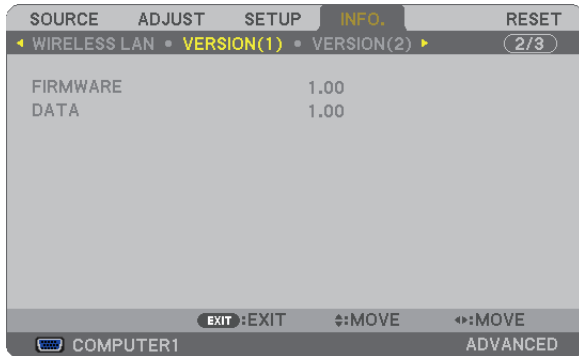 SOURCE ADJUST SETUP INFO. RESET
WIRELESS LAN • VERSION(1) • VERSION(2) 2/3
FIRMWARE 1.00
DATA 1.00
EXIT :EXIT :MOVE :MOVE
COMPUTER1 ADVANCED